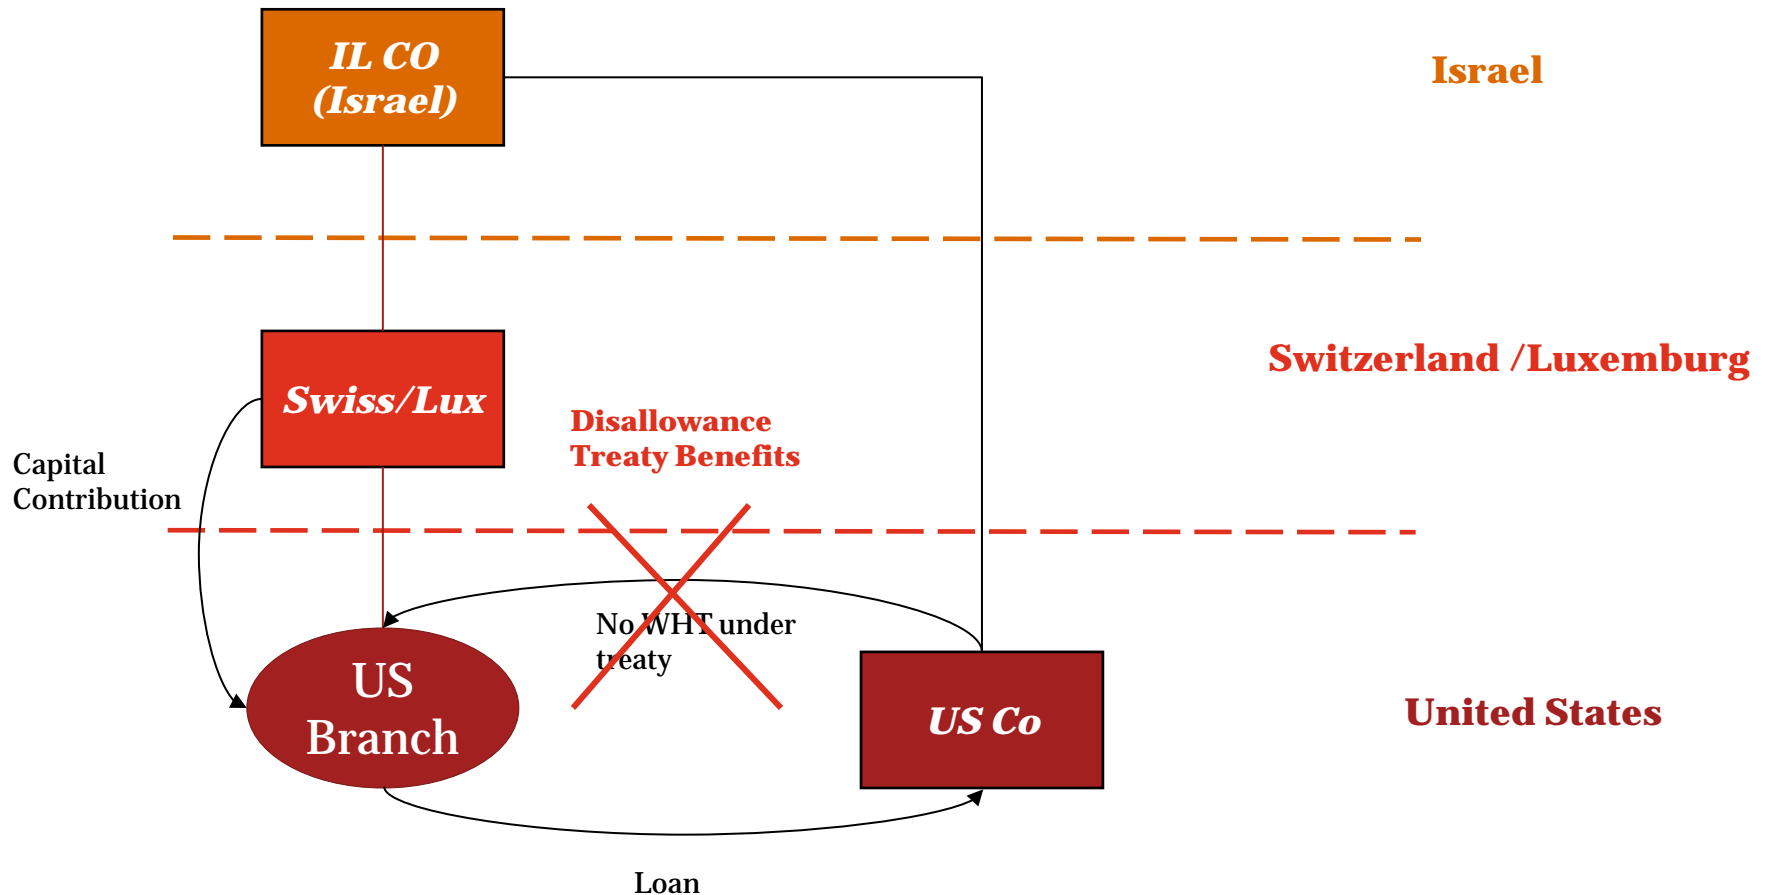 IL CO
(Israel)
Israel
Switzerland /Luxemburg
Swiss/Lux
Disallowance
Treaty Benefits
Capital
Contribution
No WHT under
treaty
US
Branch
US Co
United States
Loan